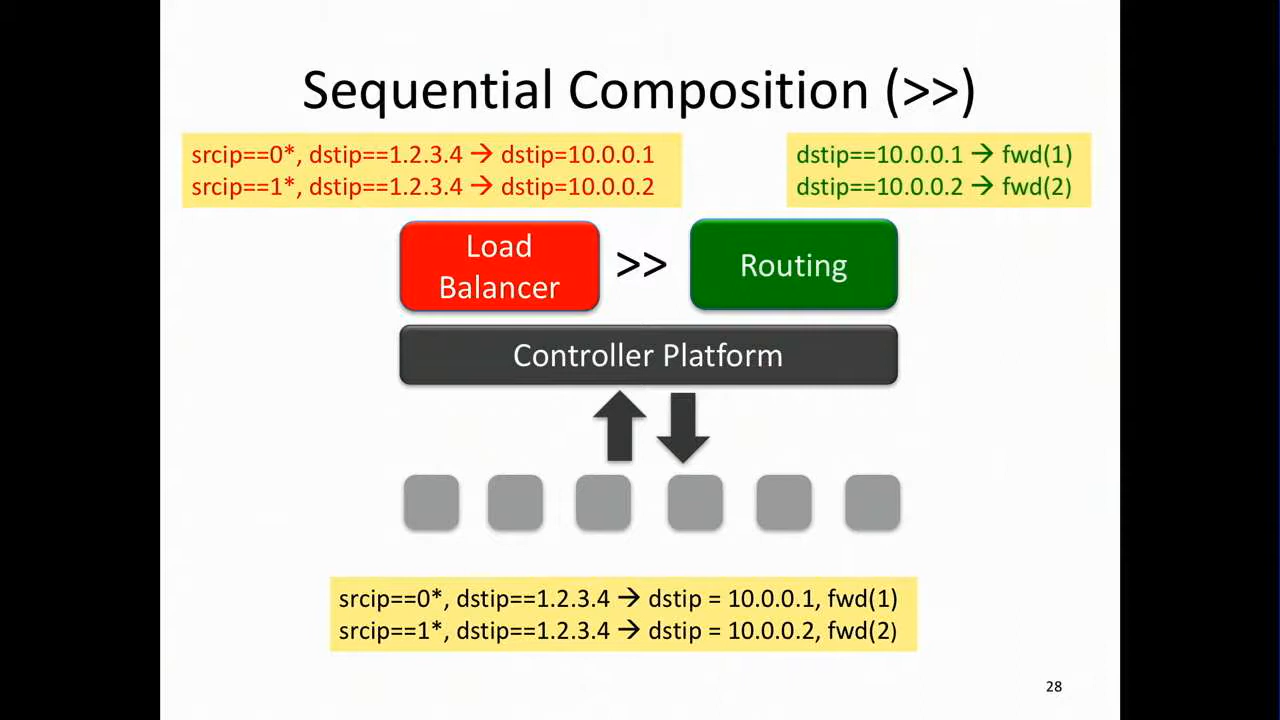 Sequential Composition (>>)
srcip==0*, dstip==1.2.3.4 → dstip=10.0.0.1
srcip==1*, dstip==1.2.3.4 → dstip=10.0.0.2
dstip==10.0.0.1 → fwd(1)
dstip==10.0.0.2 → fwd(2)
Load
Balancer
>>
Routing
Controller Platform
srcip==0*, dstip==1.2.3.4 → dstip = 10.0.0.1, fwd(1)
srcip==1*, dstip==1.2.3.4 → dstip = 10.0.0.2, fwd(2)
28